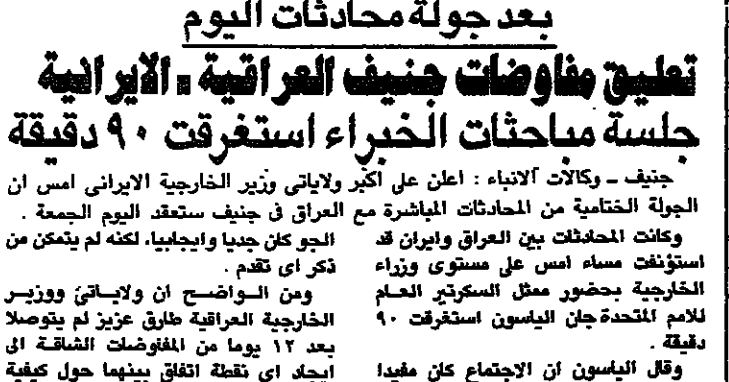 بعد جولة محادثات اليوم
تعليق مفاوضات جنيف العراقية - الايرانية
جلسة مباحثات الخبراء استغرقت ٩٠ دقيقة
جنيف - وكالات الانباء : اعلن على اكبر ولاياتى وزير الخارجية الايرانى امس ان
الجولة الختامية من المحادثات المباشرة مع العراق فى جنيف ستعقد اليوم الجمعة .
وكانت المحادثات بين العراق وايران قد
استؤنفت مساء امس على مستوى وزراء
الخارجية بحضور ممثل السكرتير العام
للامم المتحدة جان الياسون استغرقت ٩٠
دقيقة .
وقال الياسون ان الاجتماع كان مفيدا
الجو كان جديا وايجابيا، لكنه لم يتمكن من
ذكر اى تقدم .
ومن الواضح ان ولاياتى ووزير
الخارجية العراقية طارق عزيز لم يتوصلا
بعد ١٢ يوما من المفاوضات الشاقة الى
ايجاد اى نقطة اتفاق بينهما حول كيفية